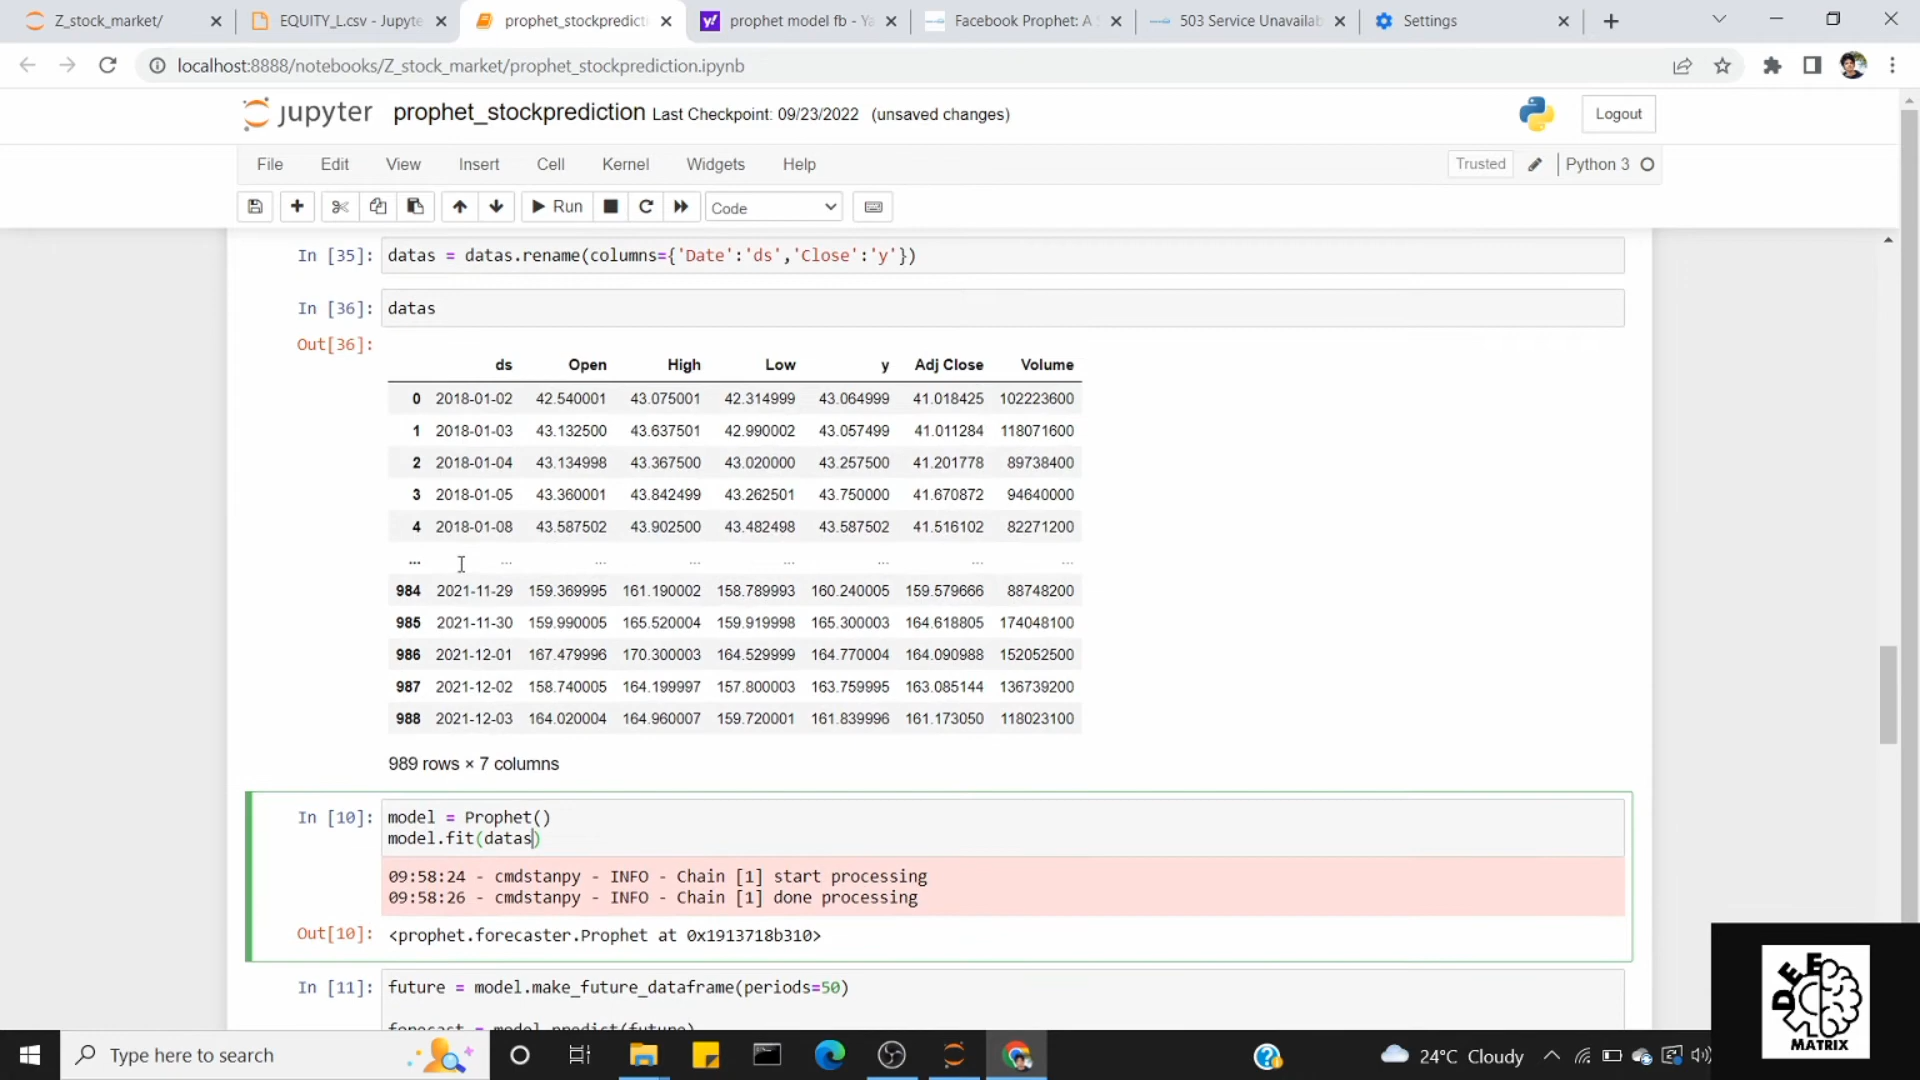 Z_stock_market/
EQUITY_L.csv - Jupyte
prophet_stockpredicti
prophet model fb - Ya
Facebook Prophet: A
503 Service Unavailab
Settings
localhost:8888/notebooks/Z_stock_market/prophet_stockprediction.ipynb
jupyter prophet_stockprediction Last Checkpoint: 09/23/2022 (unsaved changes)
Logout
File Edit View Insert Cell Kernel Widgets Help
Trusted Python 3
Run Code
In [35]: datas = datas.rename(columns={'Date':'ds','Close':'y'})
In [36]: datas
Out[36]:
ds Open High Low y Adj Close Volume
0 2018-01-02 42.540001 43.075001 42.314999 43.064999 41.018425 102223600
1 2018-01-03 43.132500 43.637501 42.990002 43.057499 41.011284 118071600
2 2018-01-04 43.134998 43.367500 43.020000 43.257500 41.201778 89738400
3 2018-01-05 43.360001 43.842499 43.262501 43.750000 41.670872 94640000
4 2018-01-08 43.587502 43.902500 43.482498 43.587502 41.516102 82271200
... ... ... ... ... ... ... ...
984 2021-11-29 159.369995 161.190002 158.789993 160.240005 159.579666 88748200
985 2021-11-30 159.990005 165.520004 159.919998 165.300003 164.618805 174048100
986 2021-12-01 167.479996 170.300003 164.529999 164.770004 164.090988 152052500
987 2021-12-02 158.740005 164.199997 157.800003 163.759995 163.085144 136739200
988 2021-12-03 164.020004 164.960007 159.720001 161.839996 161.173050 118023100
989 rows × 7 columns
In [10]: model = Prophet()
model.fit(datas)
09:58:24 - cmdstanpy - INFO - Chain [1] start processing
09:58:26 - cmdstanpy - INFO - Chain [1] done processing
Out[10]: <prophet.forecaster.Prophet at 0x1913718b310>
In [11]: future = model.make_future_dataframe(periods=50)
forecast = model.predict(future)
Type here to search
24°C Cloudy
DEE
MATRIX